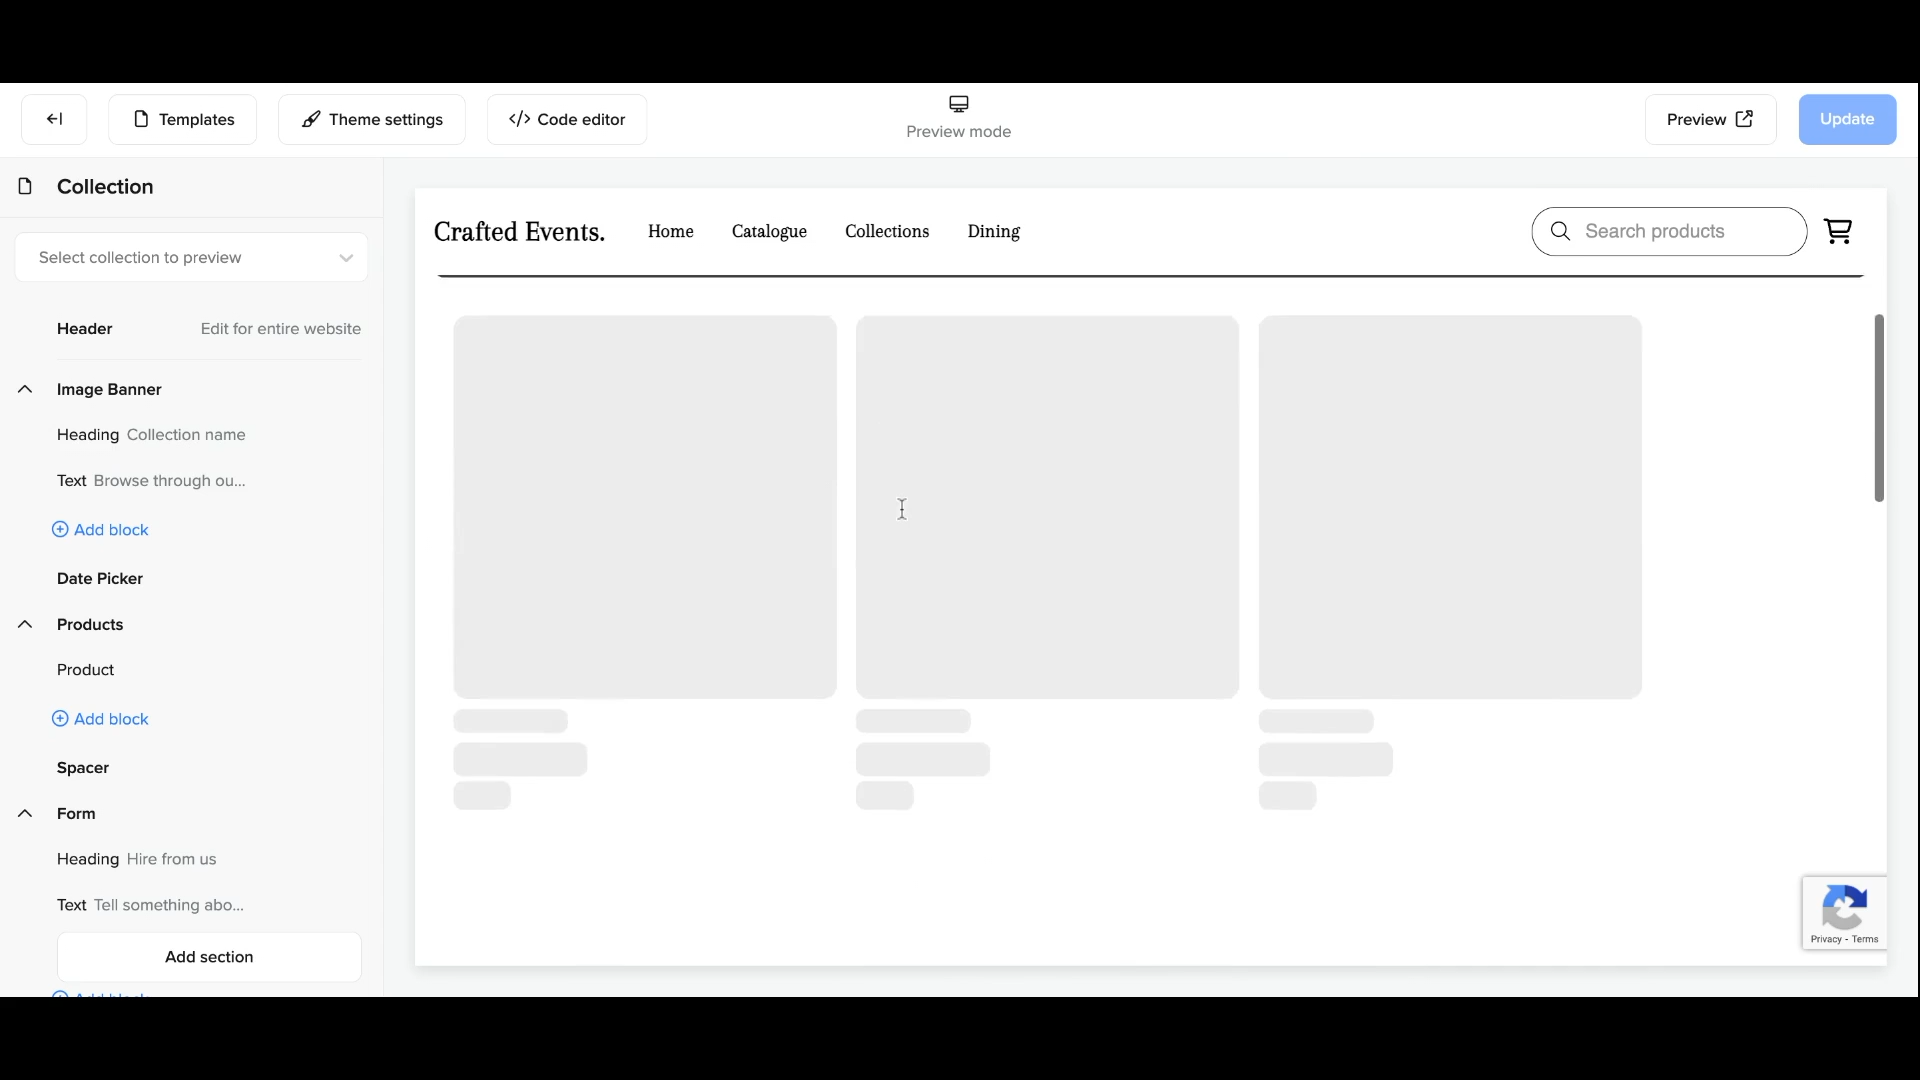 Templates
Theme settings
</> Code editor
Preview mode
Preview
Update
Collection
Select collection to preview
Header Edit for entire website
Image Banner
Heading Collection name
Text Browse through ou...
Add block
Date Picker
Products
Product
Add block
Spacer
Form
Heading Hire from us
Text Tell something abo...
Add section
Crafted Events. Home Catalogue Collections Dining
Search products
Privacy - Terms